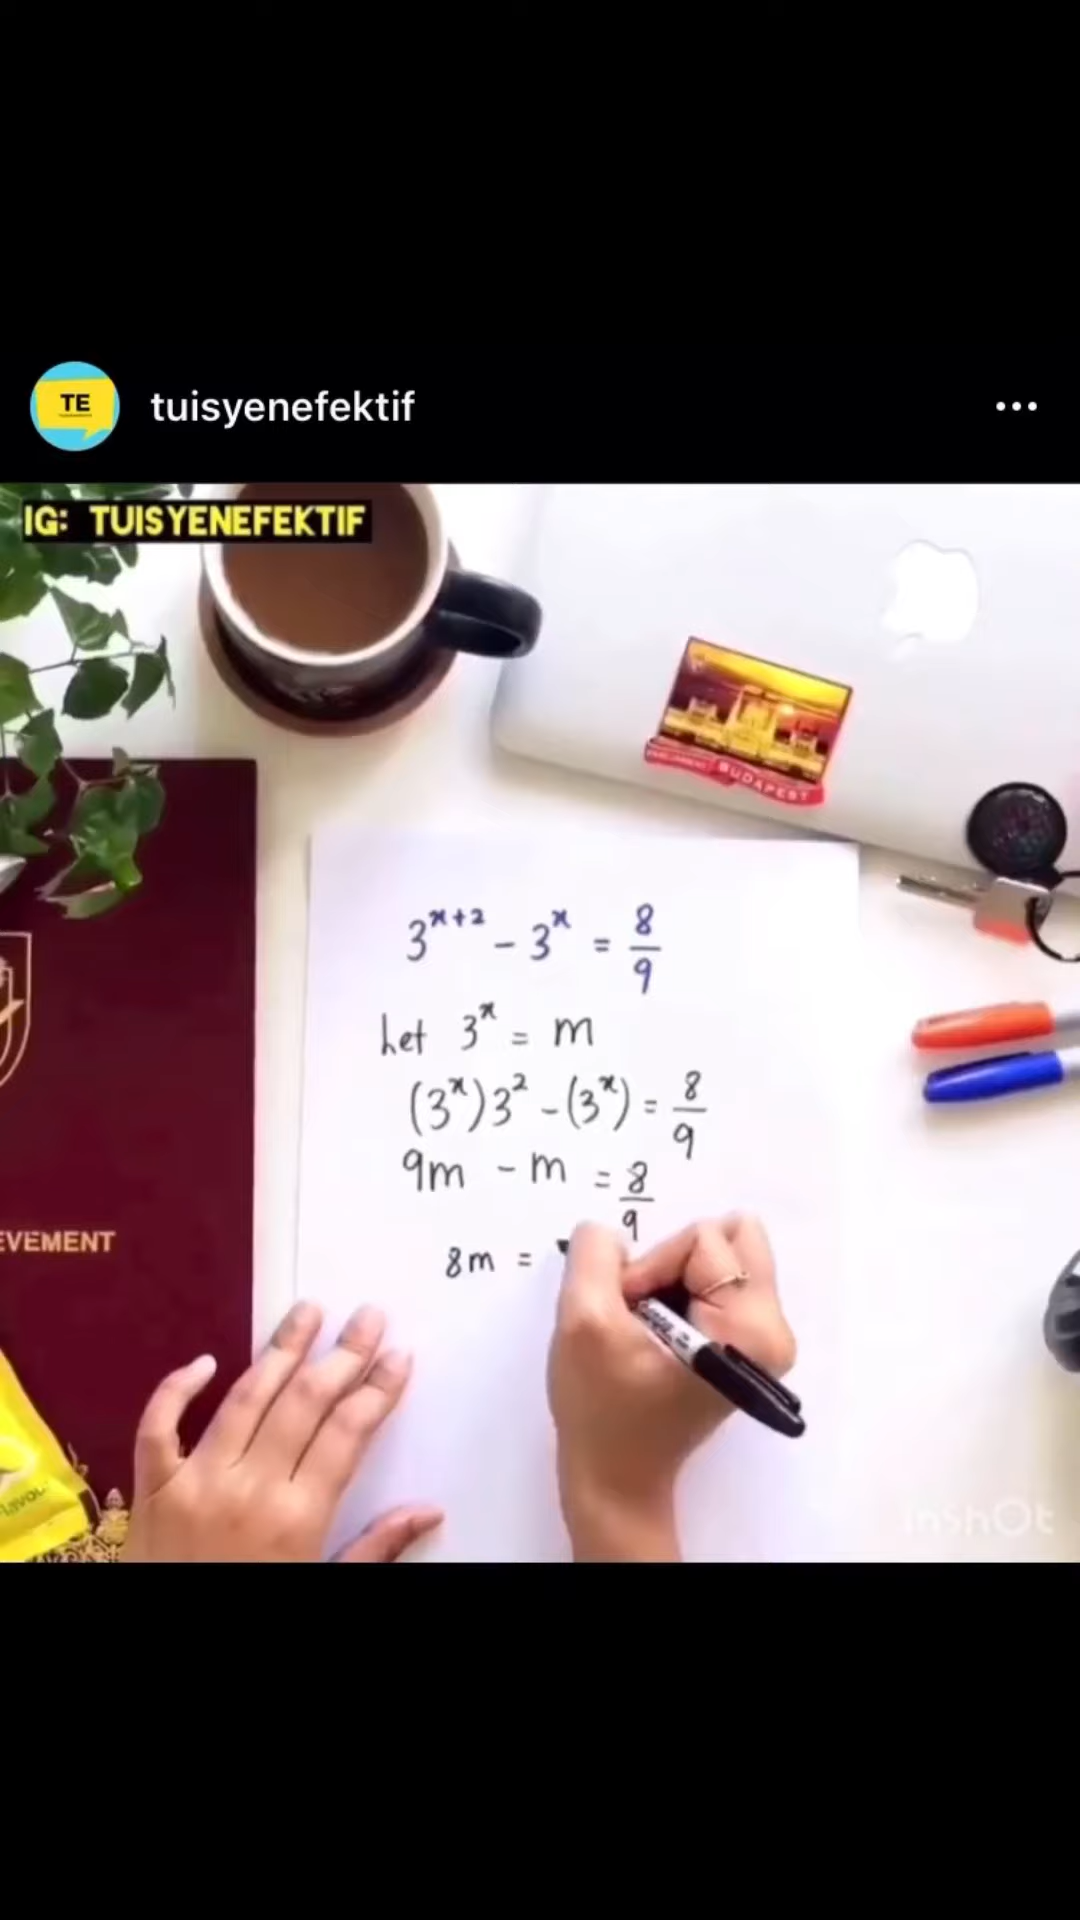 TE
tuisyenefektif
IG: TUISYENEFEKTIF
BUDAPEST
3^{x+2} - 3^x = 8/9
Let 3^x = m
(3^x)3^2 - (3^x) = 8/9
9m - m = 8/9
8m =
EVEMENT
InShOt